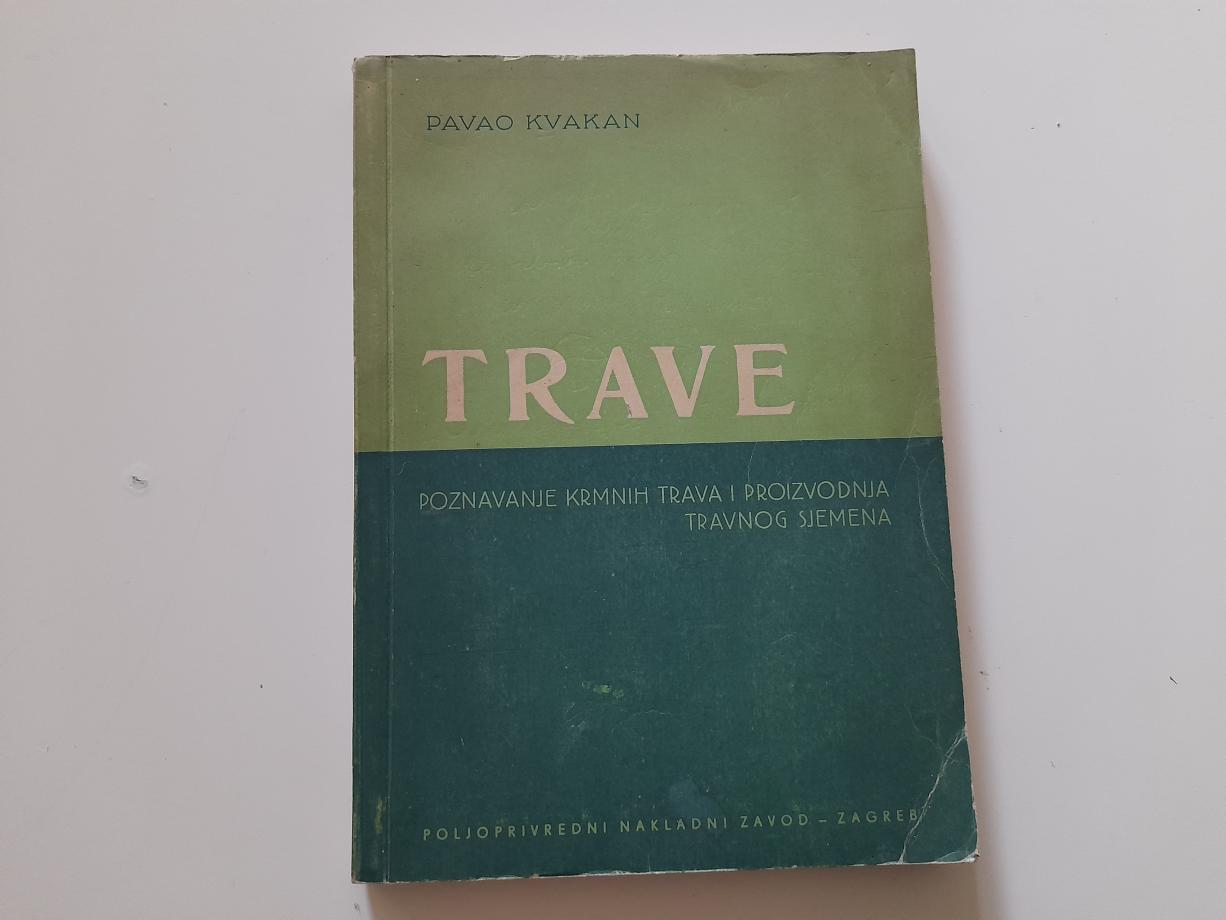 PAVAO KVAKAN
TRAVE
POZNAVANJE KRMNIH TRAVA I PROIZVODNJA
TRAVNOG SJEMENA
POLJOPRIVREDNI NAKLADNI ZAVOD – ZAGREB